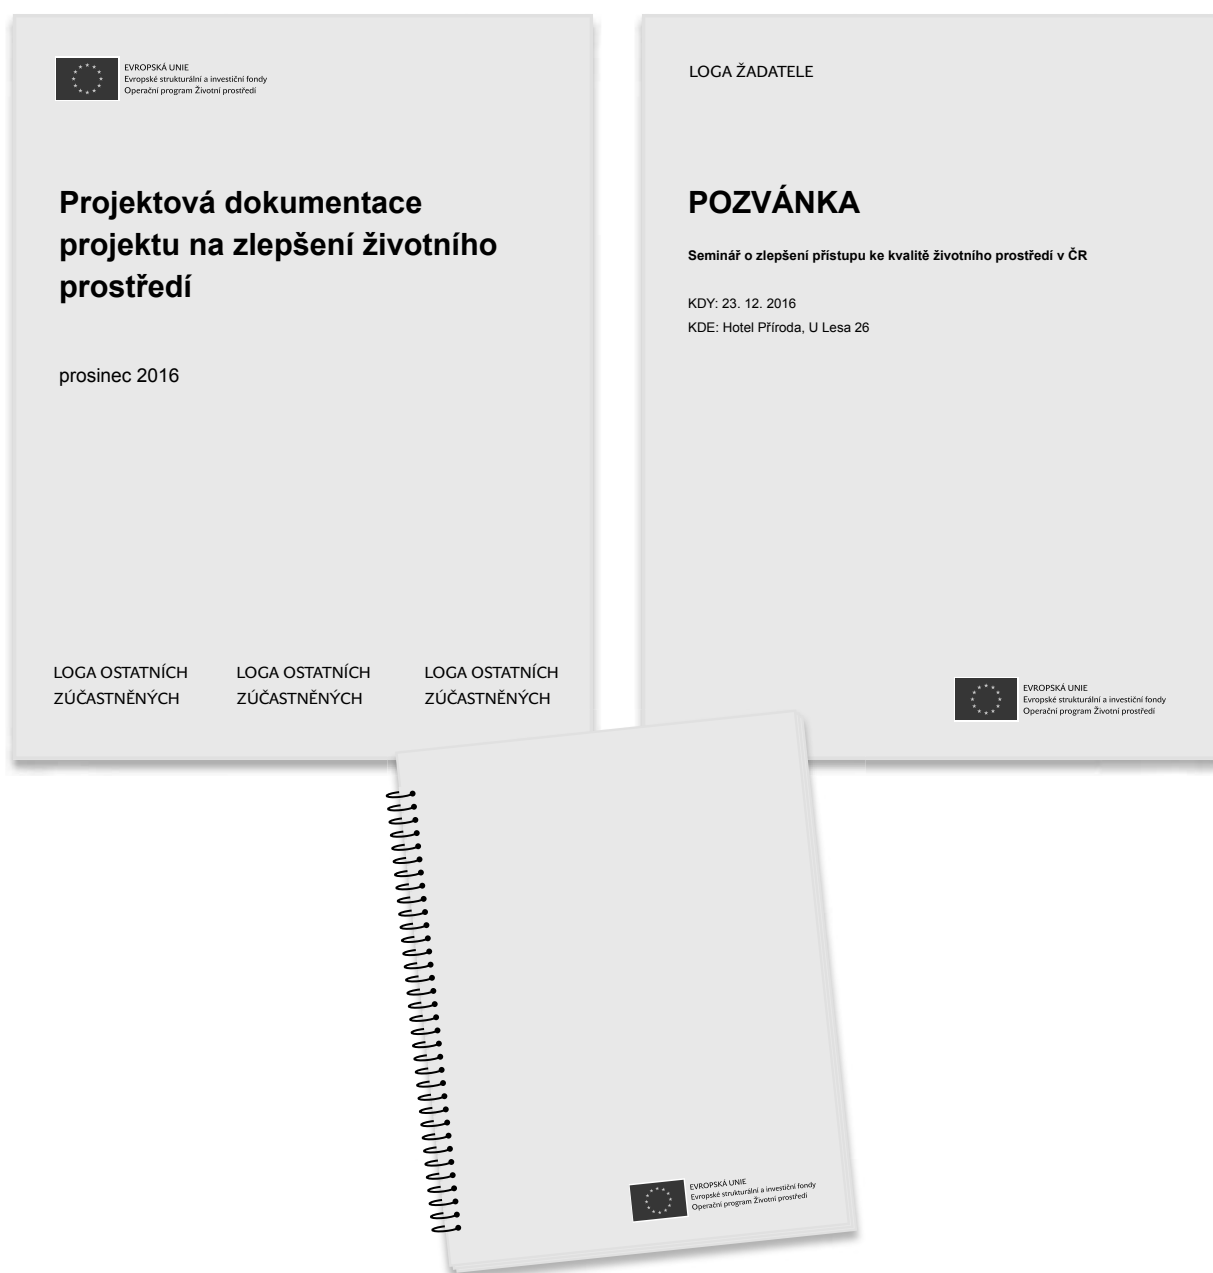 EVROPSKÁ UNIE
Evropské strukturální a investiční fondy
Operační program Životní prostředí
Projektová dokumentace
projektu na zlepšení životního
prostředí
prosinec 2016
LOGA OSTATNÍCH
ZÚČASTNĚNÝCH
LOGA OSTATNÍCH
ZÚČASTNĚNÝCH
LOGA OSTATNÍCH
ZÚČASTNĚNÝCH
LOGA ŽADATELE
POZVÁNKA
Seminář o zlepšení přístupu ke kvalitě životního prostředí v ČR
KDY: 23. 12. 2016
KDE: Hotel Příroda, U Lesa 26
EVROPSKÁ UNIE
Evropské strukturální a investiční fondy
Operační program Životní prostředí
EVROPSKÁ UNIE
Evropské strukturální a investiční fondy
Operační program Životní prostředí